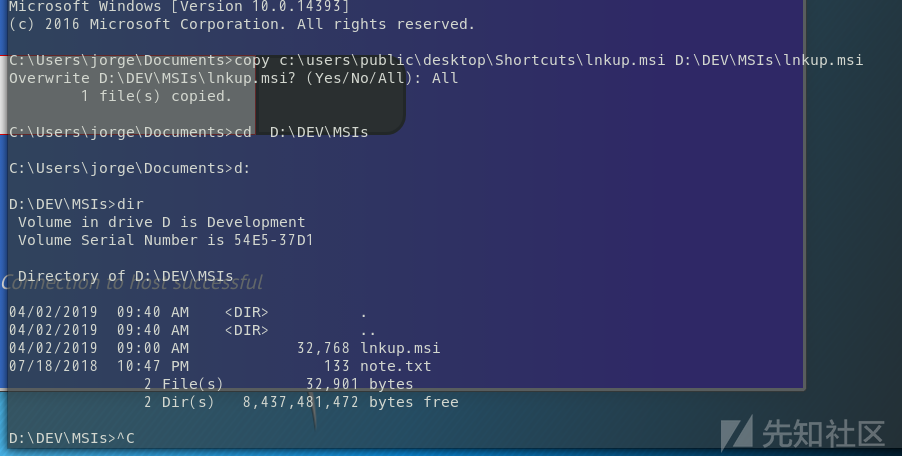 Microsoft Windows [Version 10.0.14393]
(c) 2016 Microsoft Corporation. All rights reserved.
C:\Users\jorge\Documents>copy c:\users\public\desktop\Shortcuts\lnkup.msi D:\DEV\MSIs\lnkup.msi
Overwrite D:\DEV\MSIs\lnkup.msi? (Yes/No/All): All
1 file(s) copied.
C:\Users\jorge\Documents>cd  D:\DEV\MSIs
C:\Users\jorge\Documents>d:
D:\DEV\MSIs>dir
Volume in drive D is Development
Volume Serial Number is 54E5-37D1
Directory of D:\DEV\MSIs
Connection to host successful
04/02/2019  09:40 AM    <DIR>          .
04/02/2019  09:40 AM    <DIR>          ..
04/02/2019  09:00 AM            32,768 lnkup.msi
07/18/2018  10:47 PM               133 note.txt
2 File(s)         32,901 bytes
2 Dir(s)   8,437,481,472 bytes free
D:\DEV\MSIs>^C
先知社区